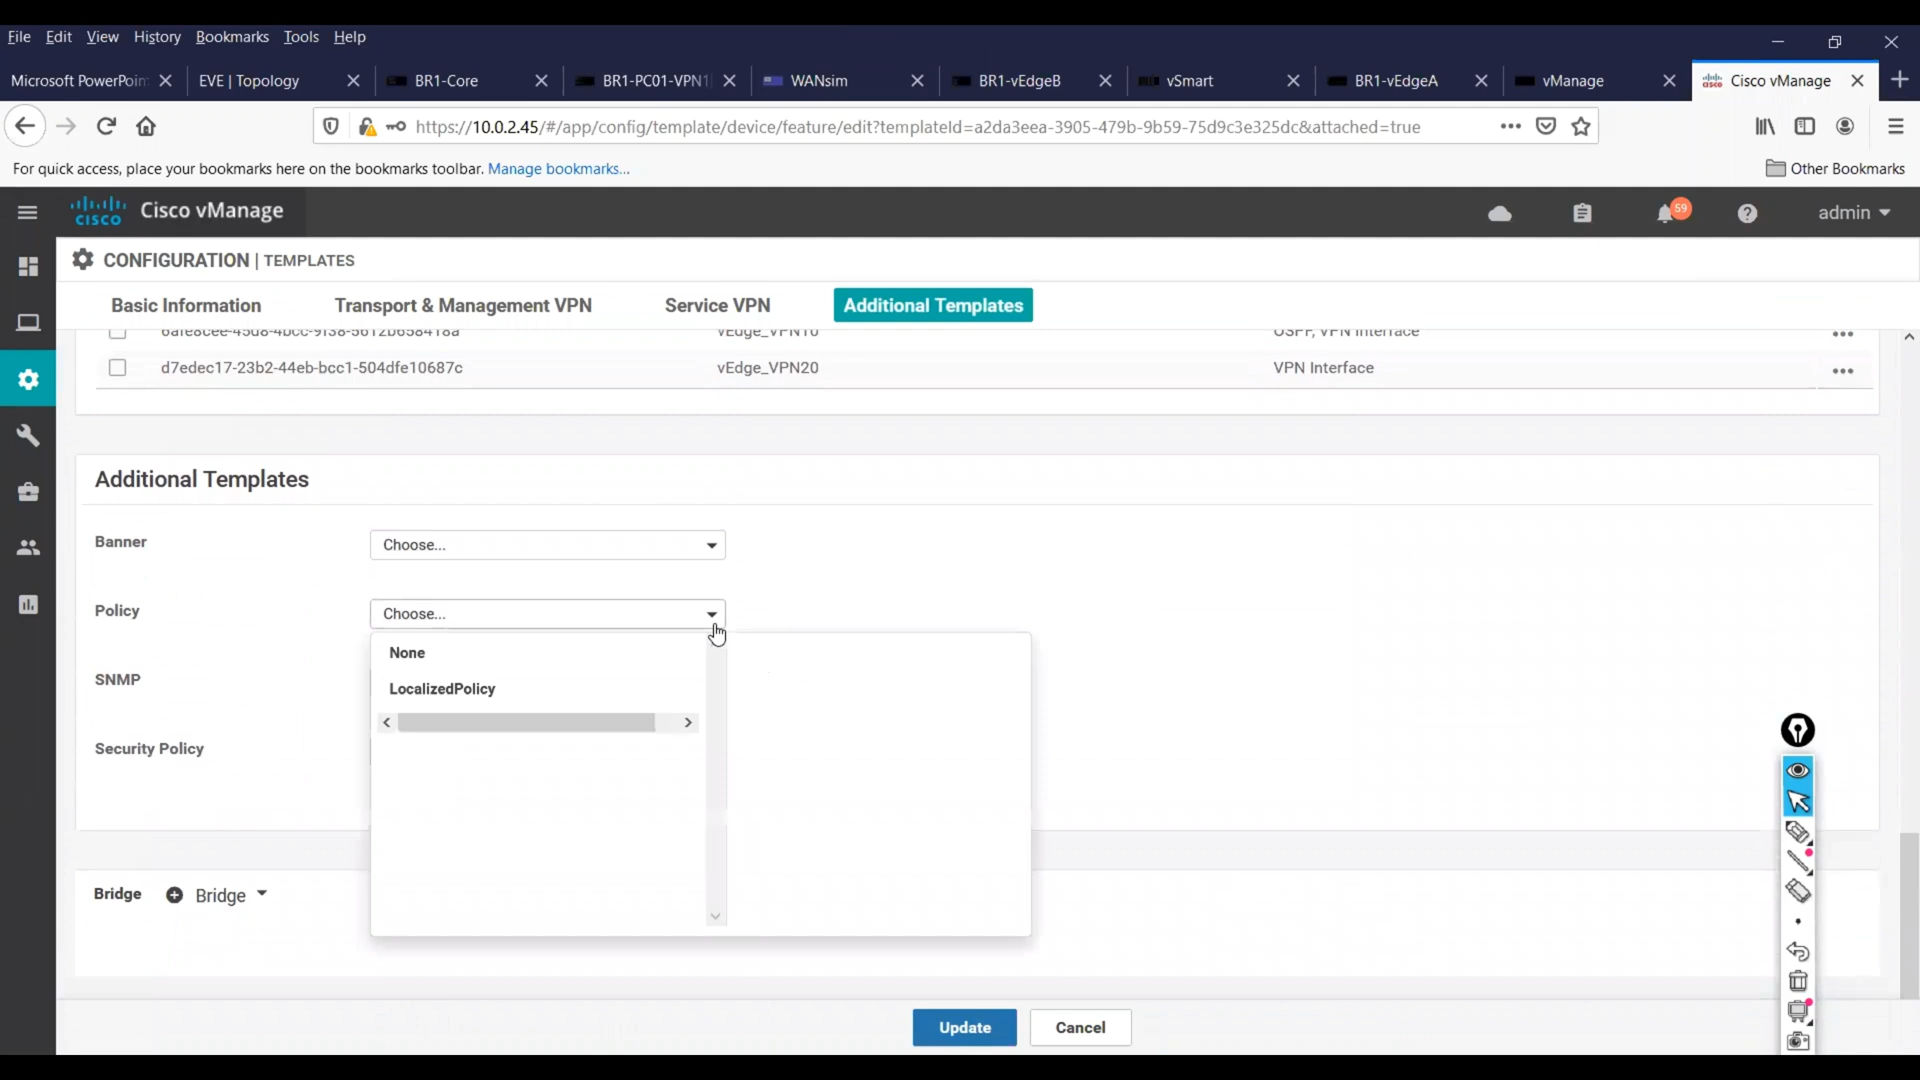 File Edit View History Bookmarks Tools Help
Microsoft PowerPoin EVE | Topology BR1-Core BR1-PC01-VPN1 WANsim BR1-vEdgeB vSmart BR1-vEdgeA vManage Cisco vManage
https://10.0.2.45/#/app/config/template/device/feature/edit?templateId=a2da3eea-3905-479b-9b59-75d9c3e325dc&attached=true
For quick access, place your bookmarks here on the bookmarks toolbar. Manage bookmarks... Other Bookmarks
cisco Cisco vManage 59 admin
CONFIGURATION | TEMPLATES
Basic Information Transport & Management VPN Service VPN Additional Templates
6afe8cee-45d8-4bcc-9f38-5612b658418a vEdge_VPN10 OSPF, VPN Interface
d7edec17-23b2-44eb-bcc1-504dfe10687c vEdge_VPN20 VPN Interface
Additional Templates
Banner Choose...
Policy Choose...
None
SNMP
LocalizedPolicy
Security Policy
Bridge Bridge
Update Cancel